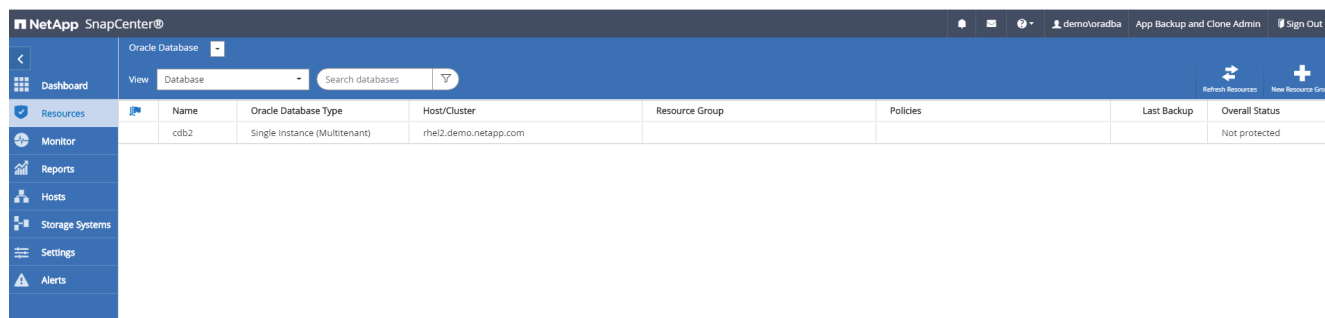 NetApp SnapCenter®
demo\oradba App Backup and Clone Admin Sign Out
Oracle Database
View Database Search databases
Refresh Resources New Resource Gro
Dashboard
Resources
Monitor
Reports
Hosts
Storage Systems
Settings
Alerts
Name Oracle Database Type Host/Cluster Resource Group Policies Last Backup Overall Status
cdb2 Single Instance (Multitenant) rhel2.demo.netapp.com Not protected